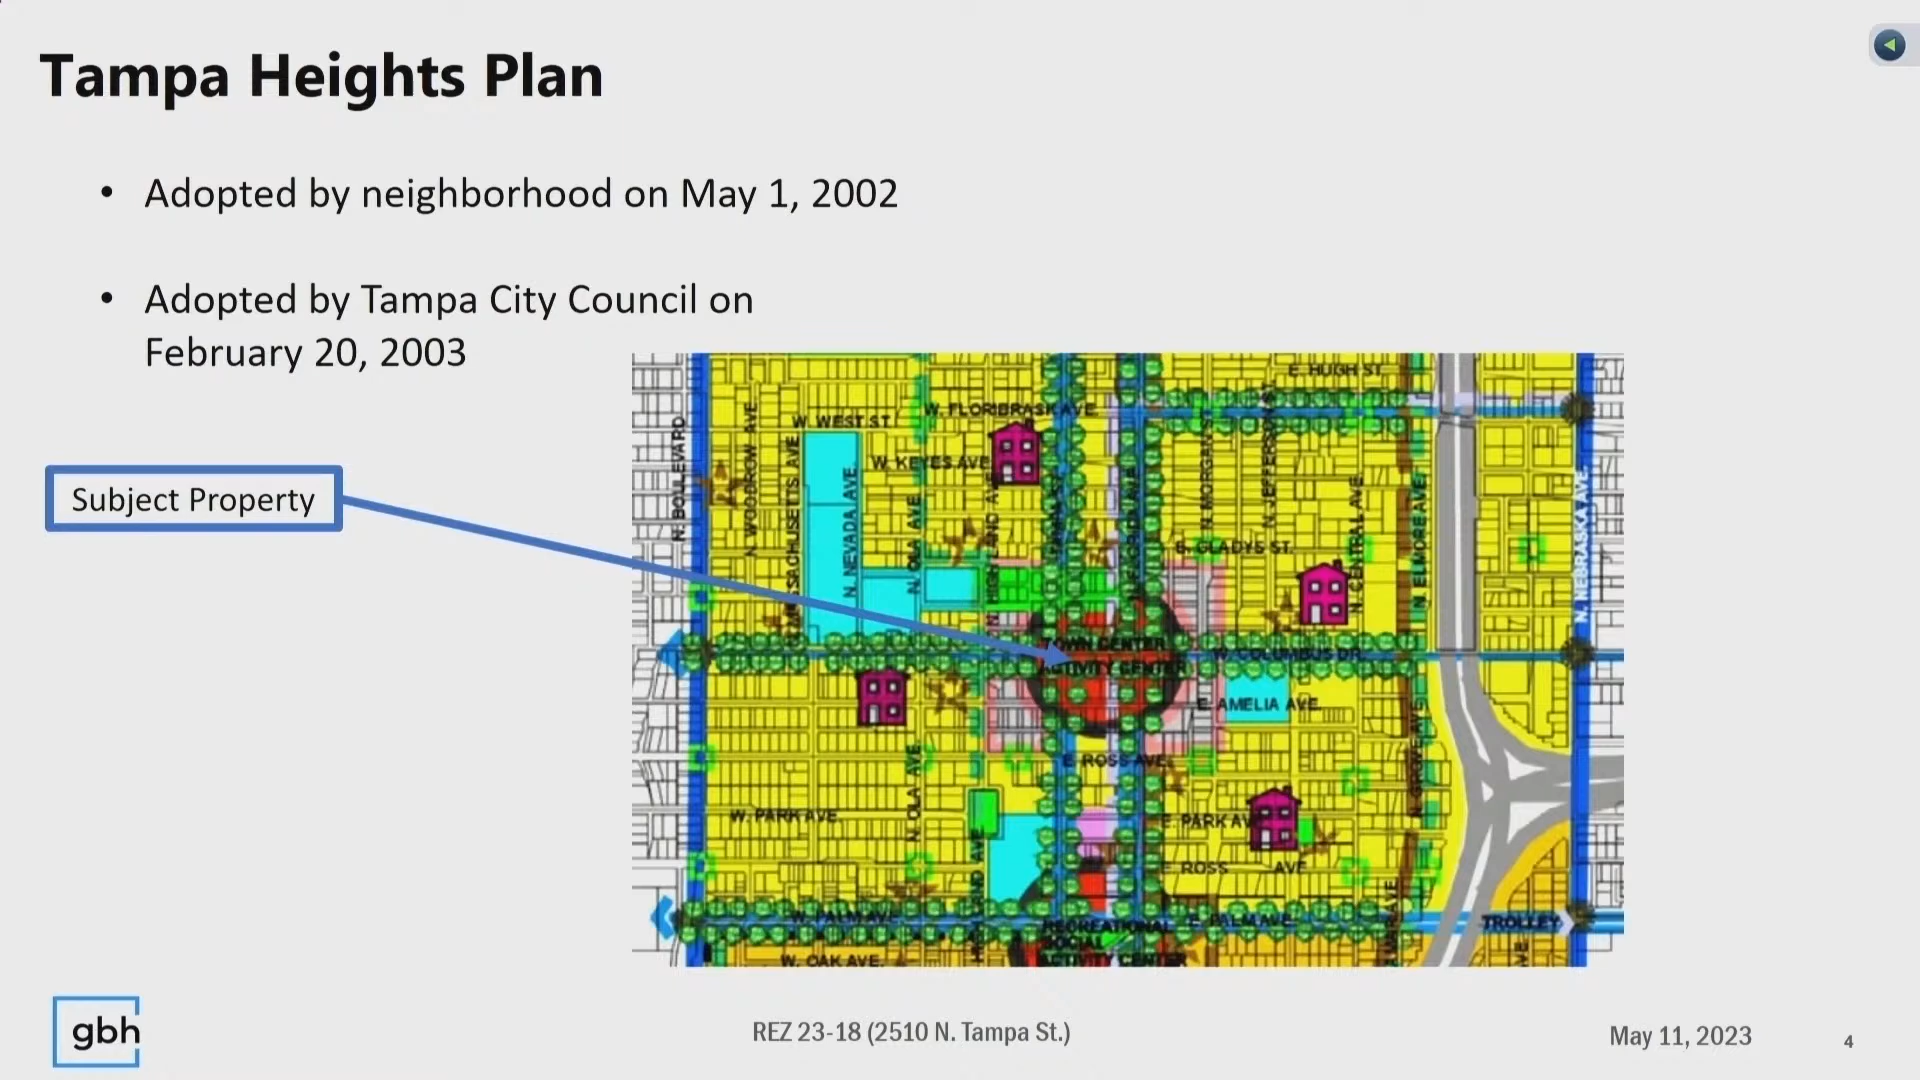 Tampa Heights Plan
• Adopted by neighborhood on May 1, 2002
• Adopted by Tampa City Council on
February 20, 2003
Subject Property
E. HUGH ST.
W. FLORIBRASKA AVE.
W. WEST ST.
W. KEYES AVE.
N. BOULEVARD
N. WOODROW AVE.
N. MASSACHUSETTS AVE.
N. NEVADA AVE.
N. OLA AVE.
N. HIGHLAND AVE.
N. MORGAN ST.
N. JEFFERSON ST.
N. CENTRAL AVE.
N. ELMORE AVE.
N. NEBRASKA AVE.
E. GLADYS ST.
TOWN CENTER
ACTIVITY CENTER
W. COLUMBUS DR.
E. AMELIA AVE.
E. ROSS AVE.
N. OLA AVE.
W. PARK AVE.
E. PARK AV
E. ROSS AVE
W. PALM AVE.
E. PALM AVE.
RECREATIONAL
SOCIAL
ACTIVITY CENTER
TROLLEY
W. OAK AVE.
gbh
REZ 23-18 (2510 N. Tampa St.)
May 11, 2023
4